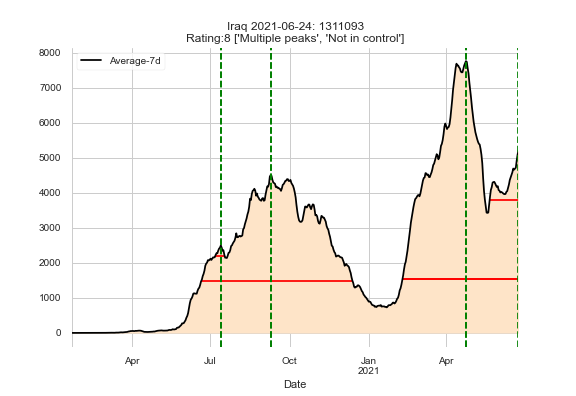 Iraq 2021-06-24: 1311093
Rating:8 ['Multiple peaks', 'Not in control']
Average-7d
8000
7000
6000
5000
4000
3000
2000
1000
0
Apr
Jul
Oct
Jan
2021
Apr
Date